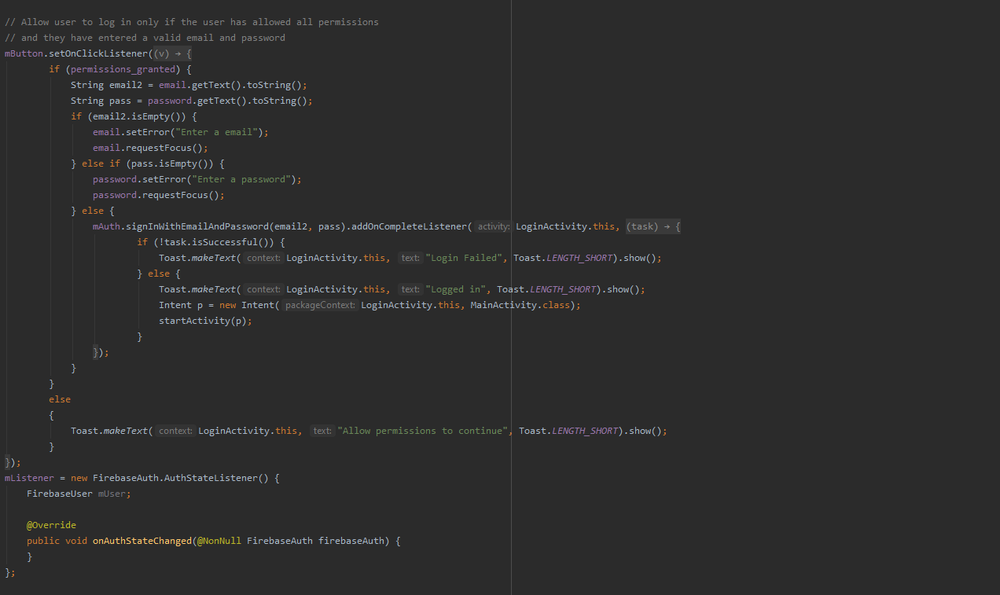 // Allow user to log in only if the user has allowed all permissions
// and they have entered a valid email and password
mButton.setOnClickListener((v) → {
if (permissions_granted) {
String email2 = email.getText().toString();
String pass = password.getText().toString();
if (email2.isEmpty()) {
email.setError("Enter a email");
email.requestFocus();
} else if (pass.isEmpty()) {
password.setError("Enter a password");
password.requestFocus();
} else {
mAuth.signInWithEmailAndPassword(email2, pass).addOnCompleteListener( activity: LoginActivity.this, (task) → {
if (!task.isSuccessful()) {
Toast.makeText( context: LoginActivity.this, text: "Login Failed", Toast.LENGTH_SHORT).show();
} else {
Toast.makeText( context: LoginActivity.this, text: "Logged in", Toast.LENGTH_SHORT).show();
Intent p = new Intent( packageContext: LoginActivity.this, MainActivity.class);
startActivity(p);
}
});
}
}
else
{
Toast.makeText( context: LoginActivity.this, text: "Allow permissions to continue", Toast.LENGTH_SHORT).show();
}
});
mListener = new FirebaseAuth.AuthStateListener() {
FirebaseUser mUser;
@Override
public void onAuthStateChanged(@NonNull FirebaseAuth firebaseAuth) {
}
};